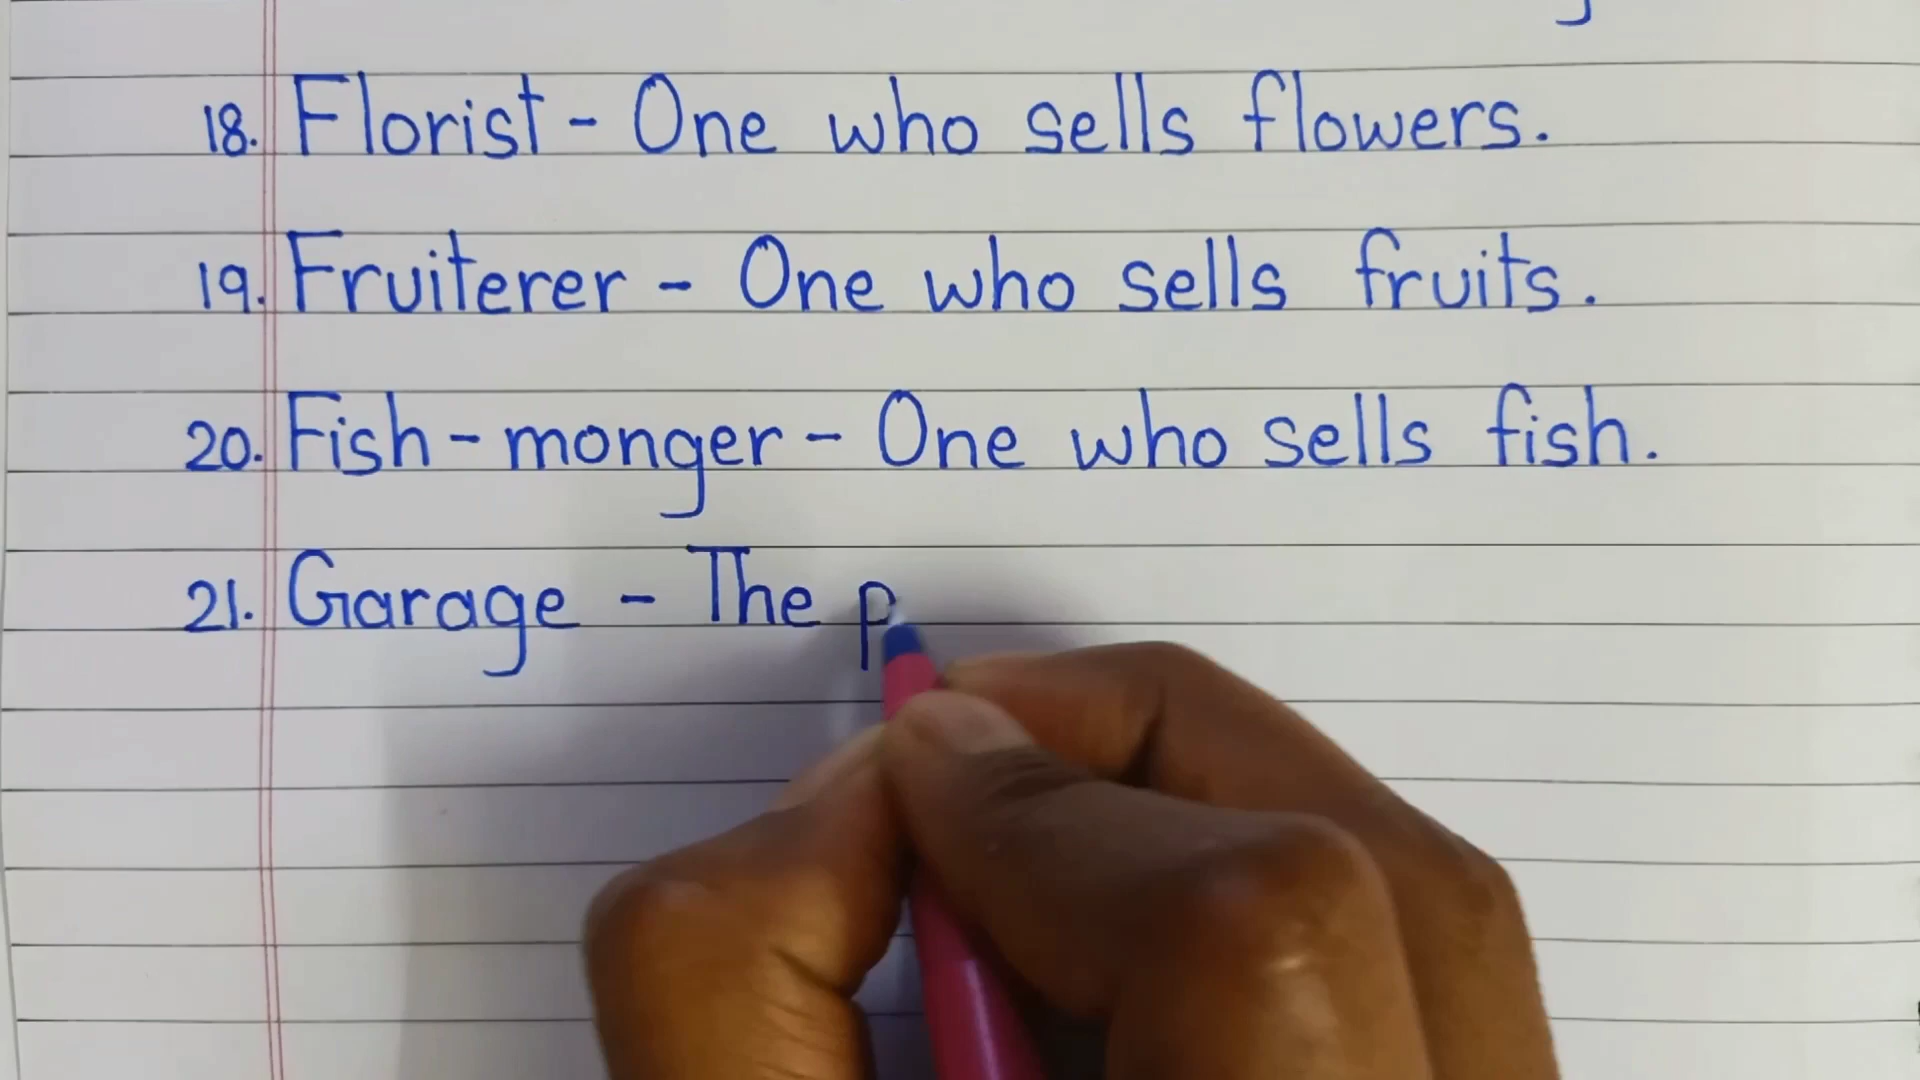 18. Florist - One who sells flowers.
19. Fruiterer - One who sells fruits.
20. Fish-monger - One who sells fish.
21. Garage - The p